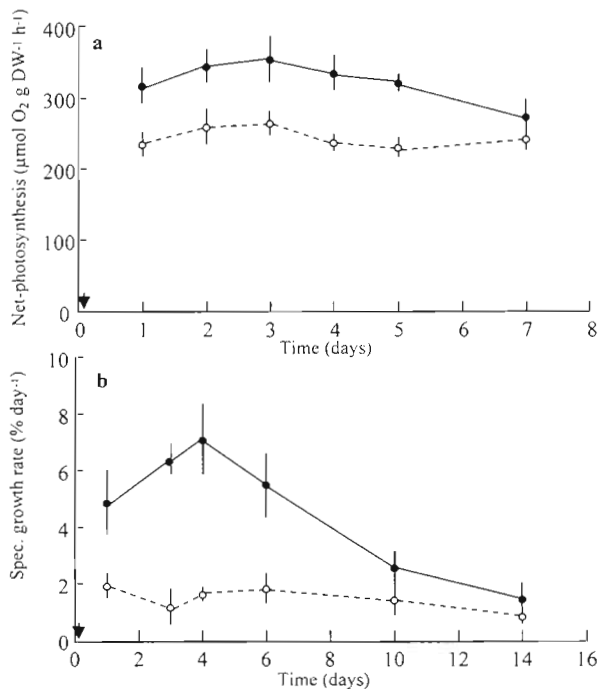 Net-photosynthesis (µmol O₂ g DW⁻¹ h⁻¹)
a
400
300
200
100
0
0 1 2 3 4 5 7 8
Time (days)
Spec. growth rate (% day⁻¹)
b
10
8
6
4
2
0
0 2 4 6 8 10 12 14 16
Time (days)